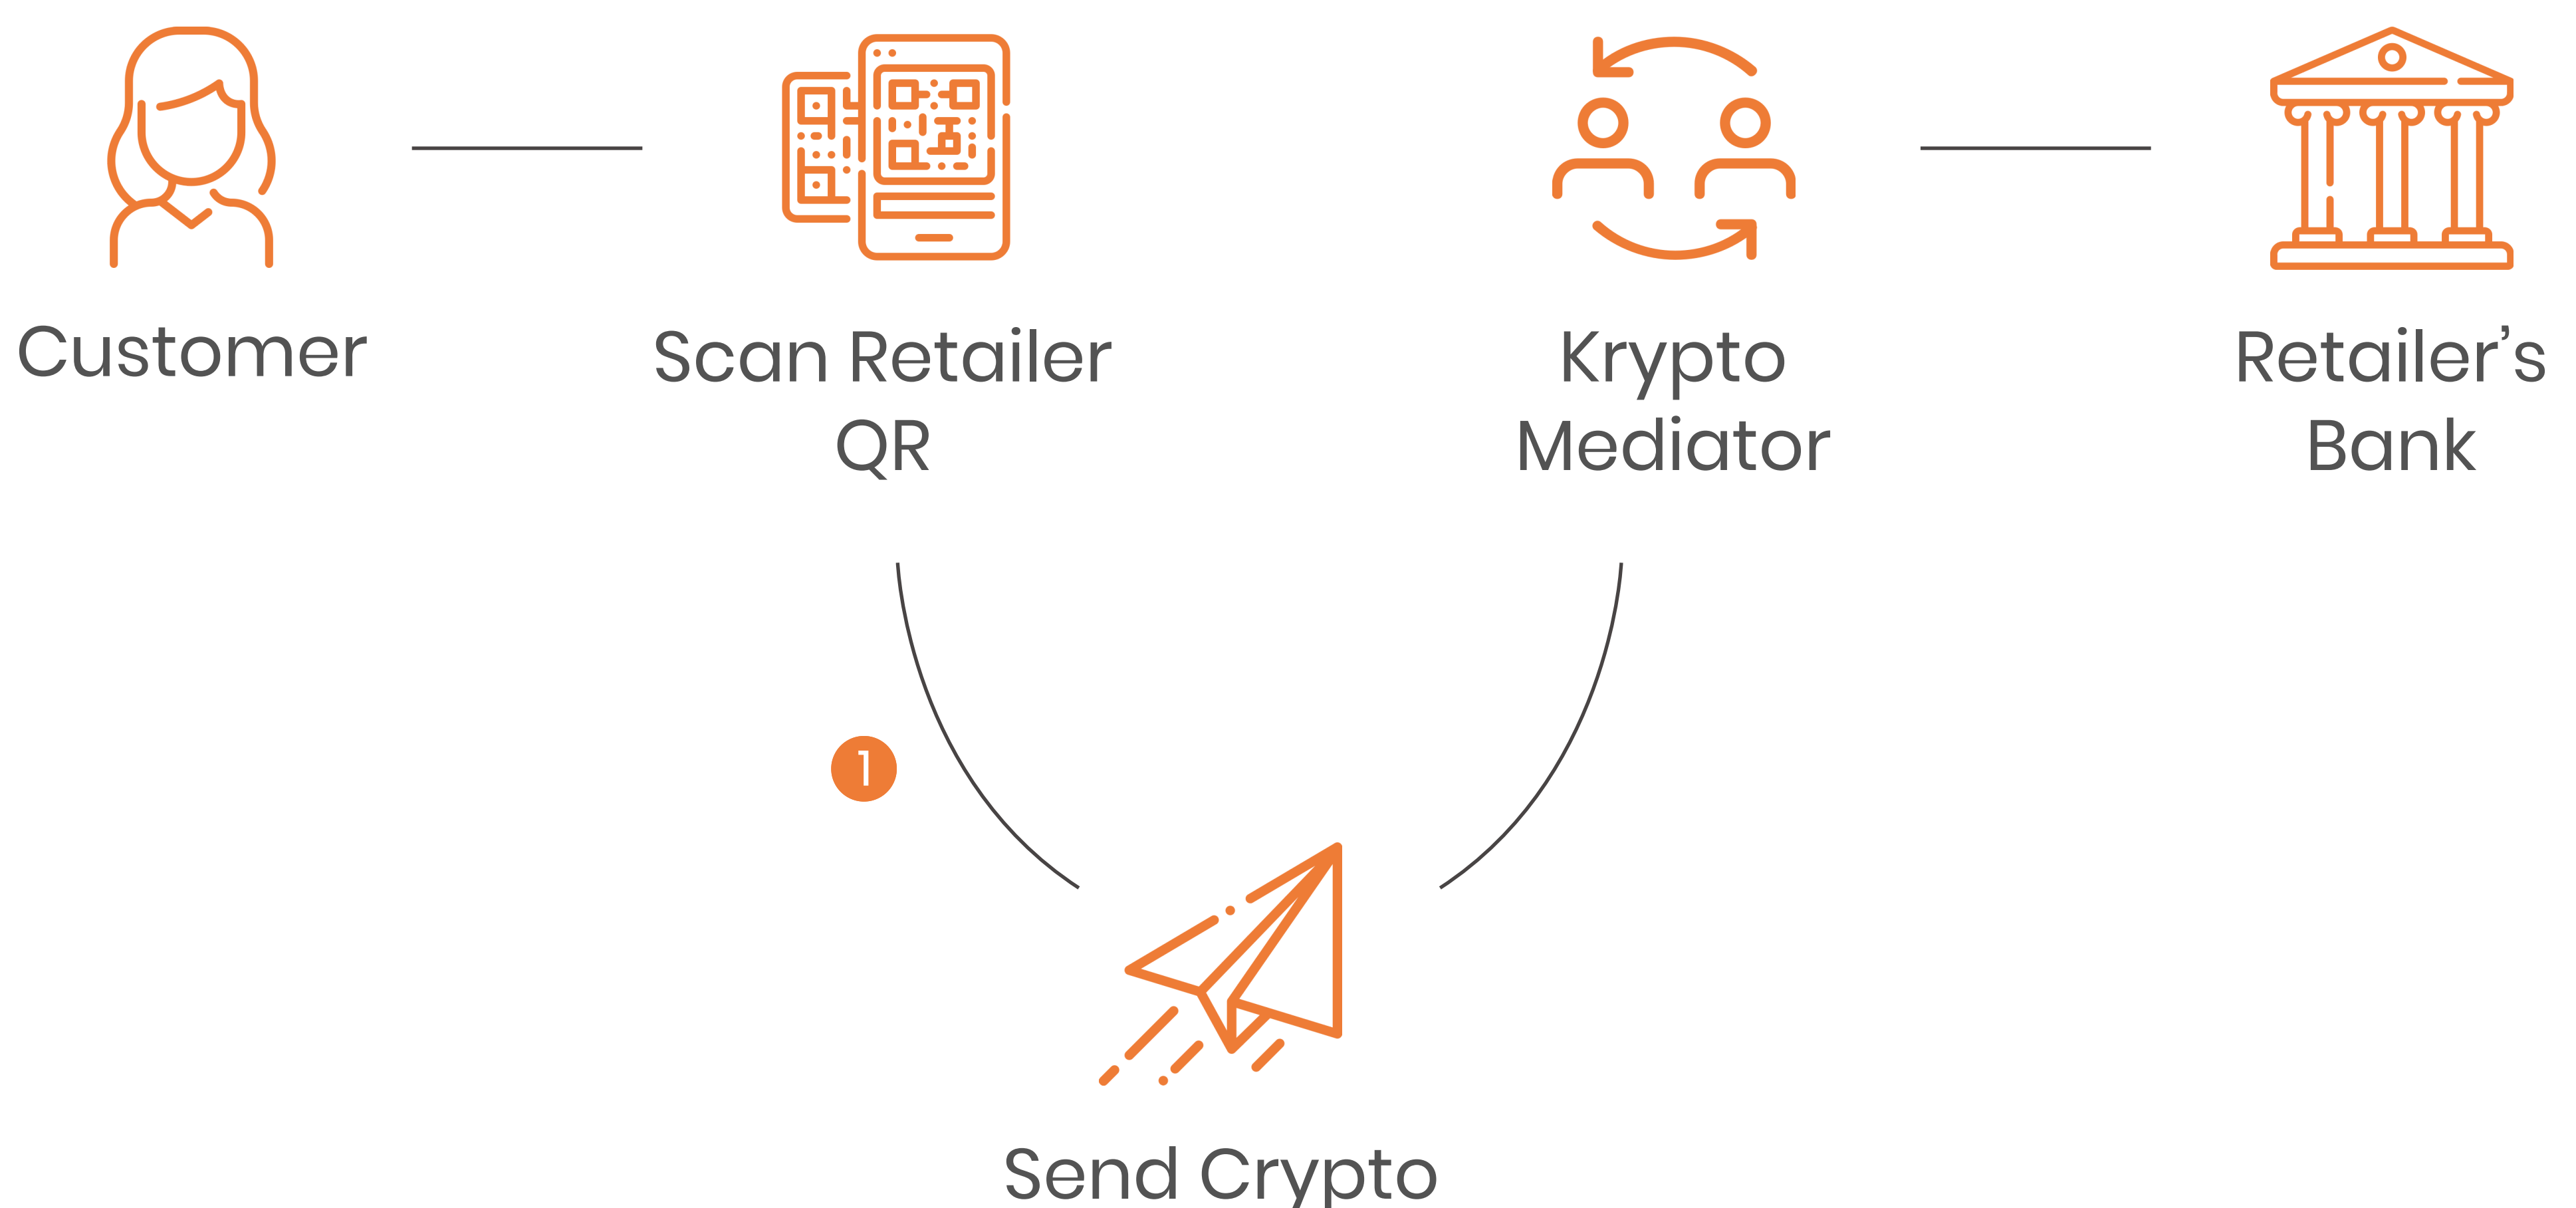 Customer
Scan Retailer
QR
Krypto
Mediator
Retailer’s
Bank
1
Send Crypto